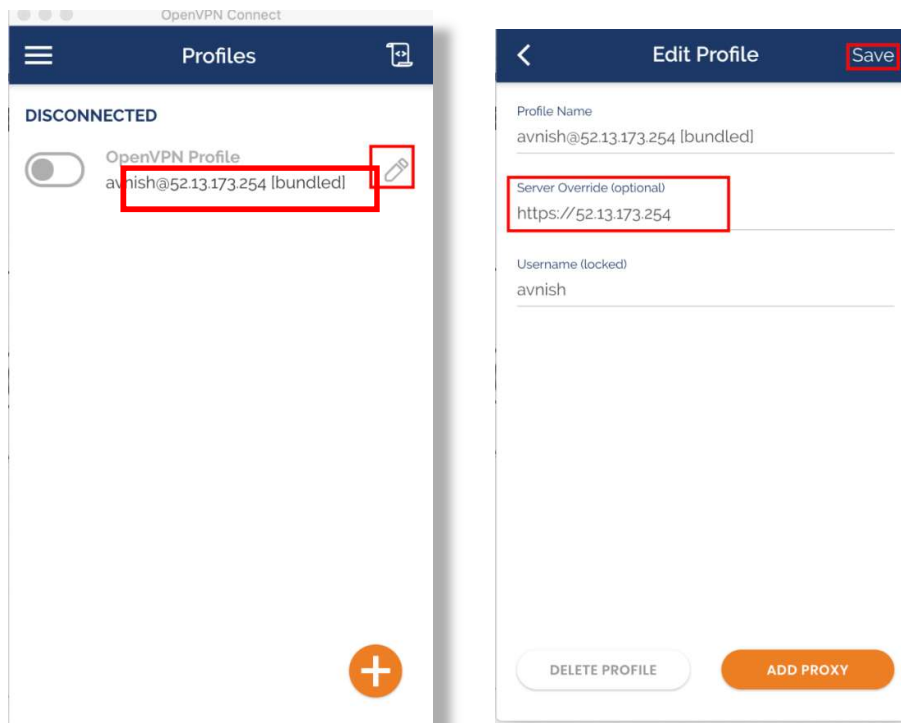 OpenVPN Connect
Profiles
DISCONNECTED
OpenVPN Profile
avnish@52.13.173.254 [bundled]
Edit Profile
Save
Profile Name
avnish@52.13.173.254 [bundled]
Server Override (optional)
https://52.13.173.254
Username (locked)
avnish
DELETE PROFILE
ADD PROXY